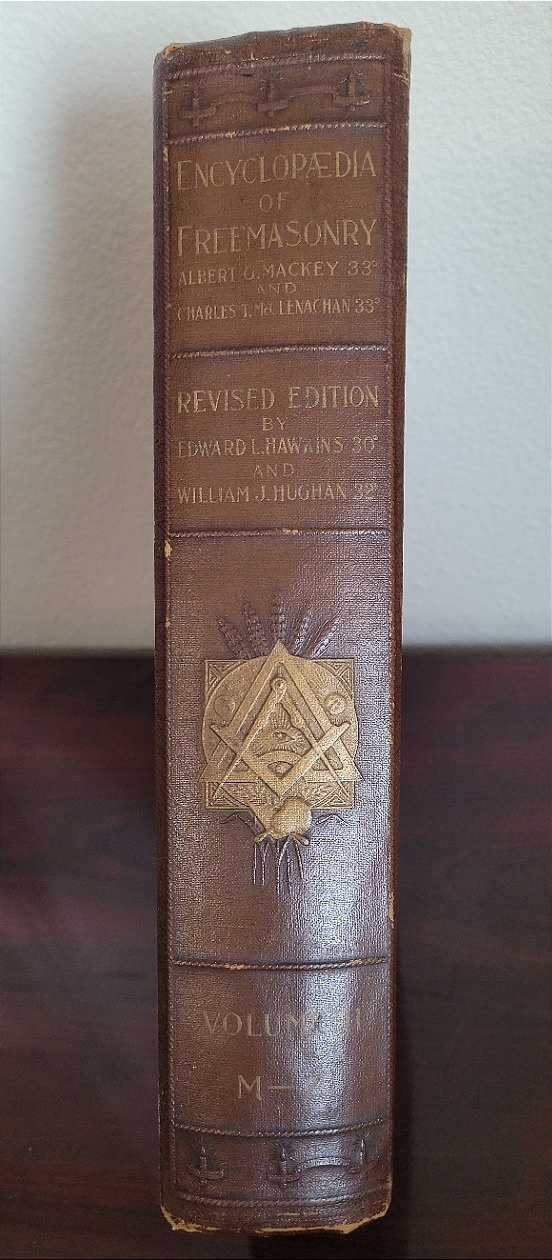 ENCYCLOPÆDIA
OF
FREEMASONRY
ALBERT G. MACKEY 33°
AND
CHARLES T. McCLENACHAN 33°
REVISED EDITION
BY
EDWARD L. HAWKINS 30°
AND
WILLIAM J. HUGHAN 32°
VOLUME
M–Z